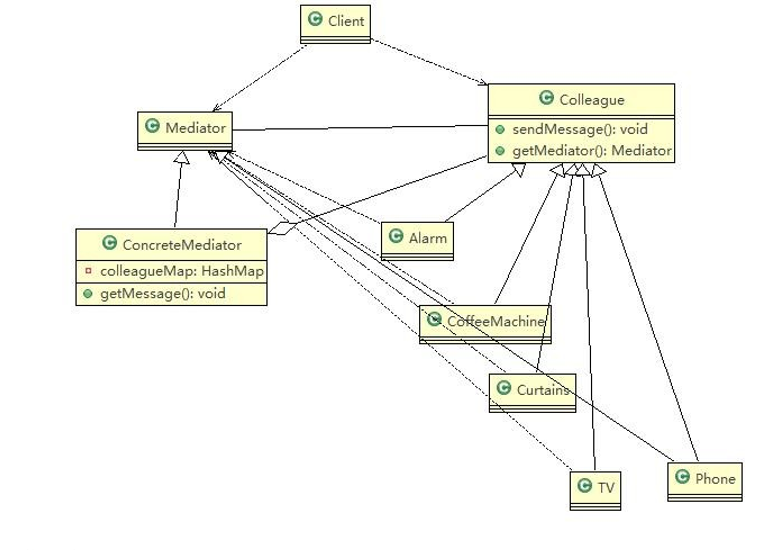 Client
Colleague
sendMessage(): void
getMediator(): Mediator
Mediator
ConcreteMediator
colleagueMap: HashMap
getMessage(): void
Alarm
CoffeeMachine
Curtains
TV
Phone